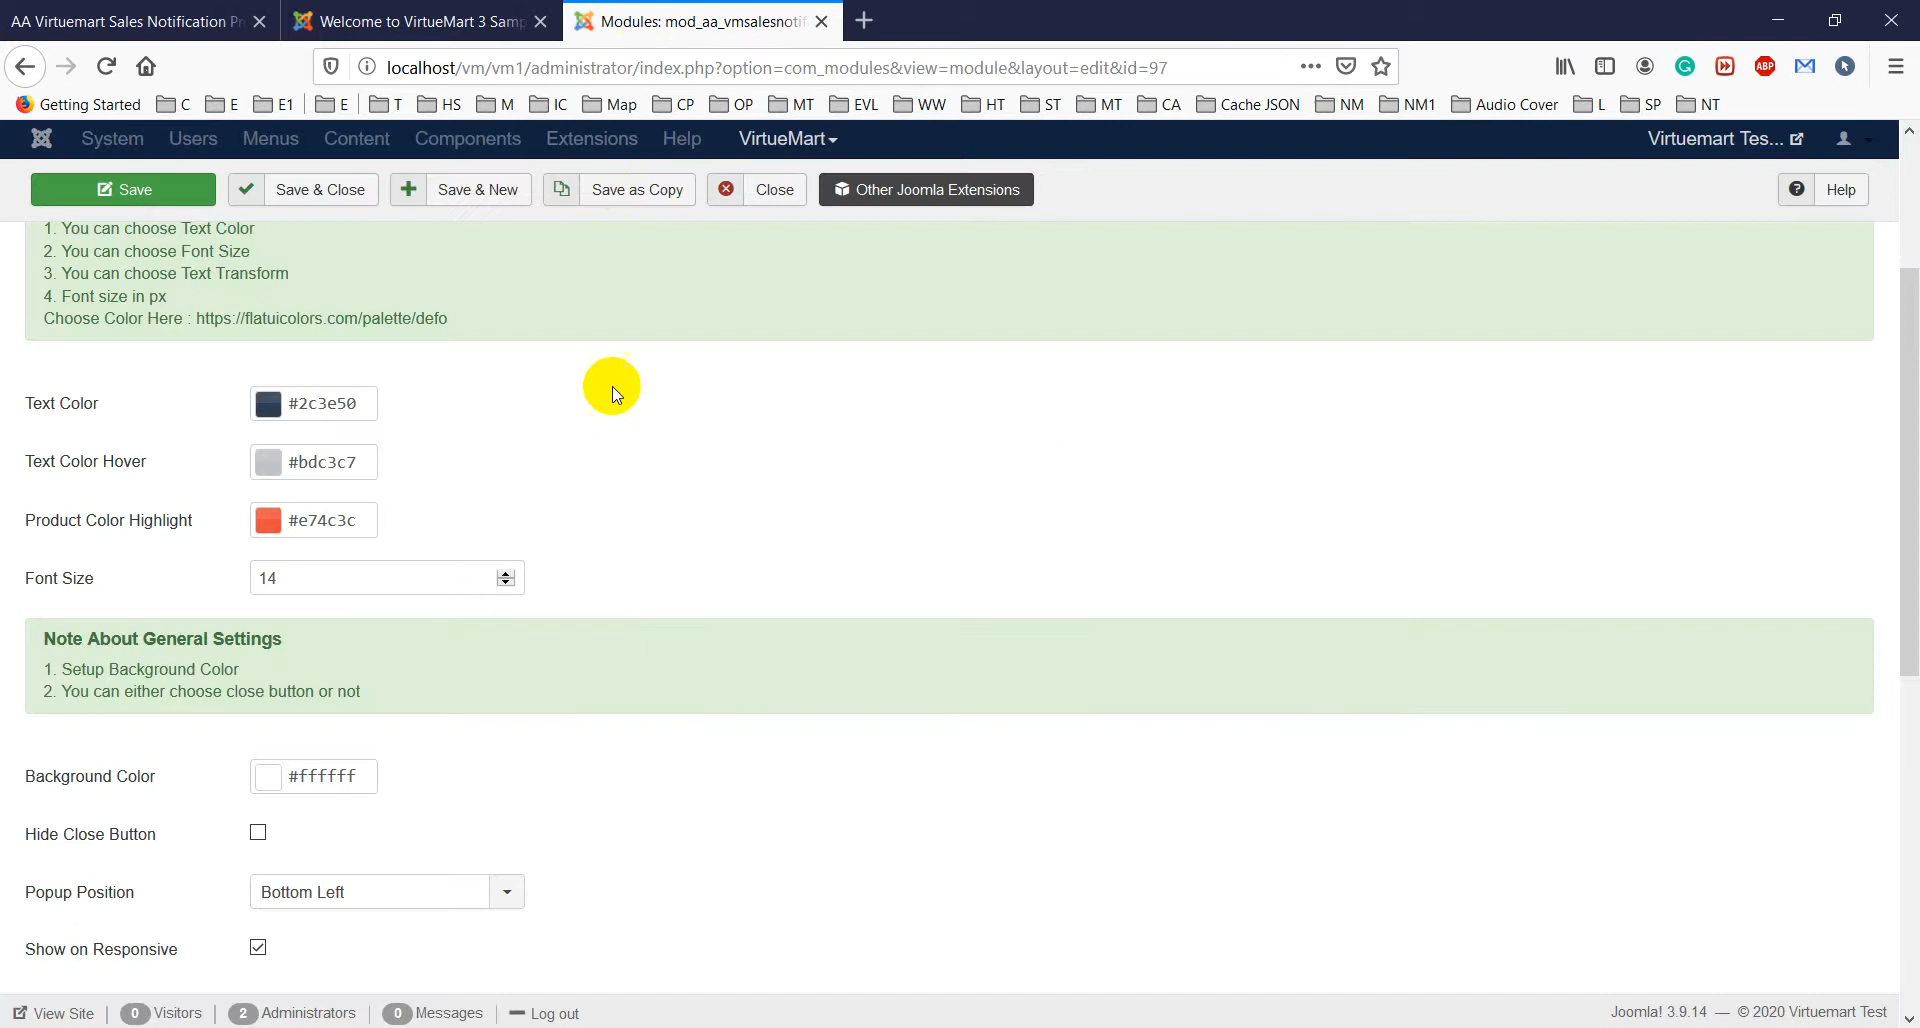 AA Virtuemart Sales Notification Pr
Welcome to VirtueMart 3 Samp
Modules: mod_aa_vmsalesnotifi
localhost/vm/vm1/administrator/index.php?option=com_modules&view=module&layout=edit&id=97
ABP
Getting Started C E E1 E T HS M IC Map CP OP MT EVL WW HT ST MT CA Cache JSON NM NM1 Audio Cover L SP NT
System Users Menus Content Components Extensions Help VirtueMart Virtuemart Tes...
Save Save & Close Save & New Save as Copy Close Other Joomla Extensions Help
1. You can choose Text Color
2. You can choose Font Size
3. You can choose Text Transform
4. Font size in px
Choose Color Here : https://flatuicolors.com/palette/defo
Text Color #2c3e50
Text Color Hover #bdc3c7
Product Color Highlight #e74c3c
Font Size 14
Note About General Settings
1. Setup Background Color
2. You can either choose close button or not
Background Color #ffffff
Hide Close Button
Popup Position Bottom Left
Show on Responsive
View Site 0 Visitors 2 Administrators 0 Messages Log out Joomla! 3.9.14 — © 2020 Virtuemart Test